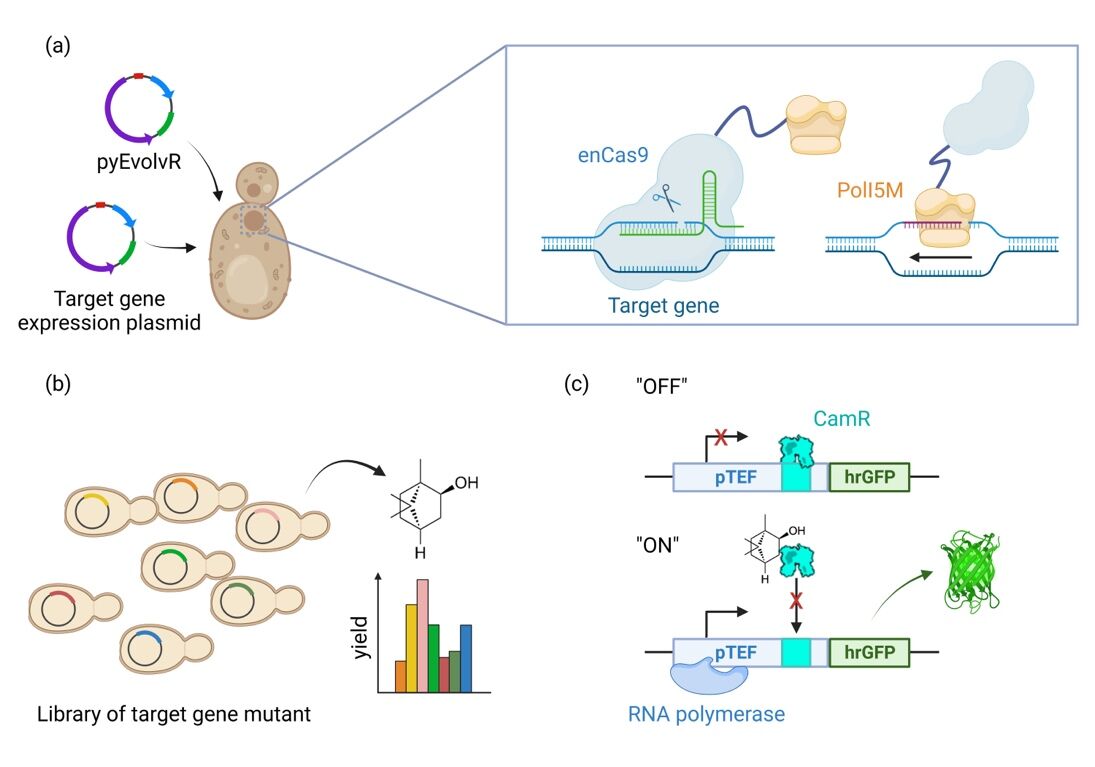 (a)
pyEvolvR
Target gene
expression plasmid
enCas9
PolI5M
Target gene
(b)
OH
H
yield
Library of target gene mutant
(c)
"OFF"
CamR
X
pTEF
hrGFP
"ON"
OH
H
X
pTEF
hrGFP
RNA polymerase